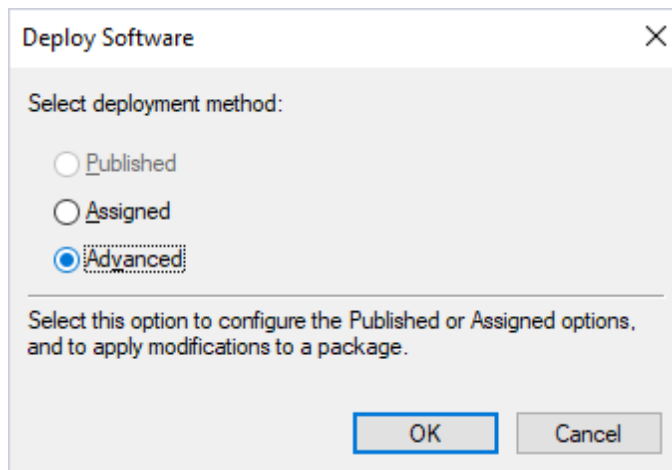 Deploy Software
Select deployment method:
Published
Assigned
Advanced
Select this option to configure the Published or Assigned options,
and to apply modifications to a package.
OK
Cancel